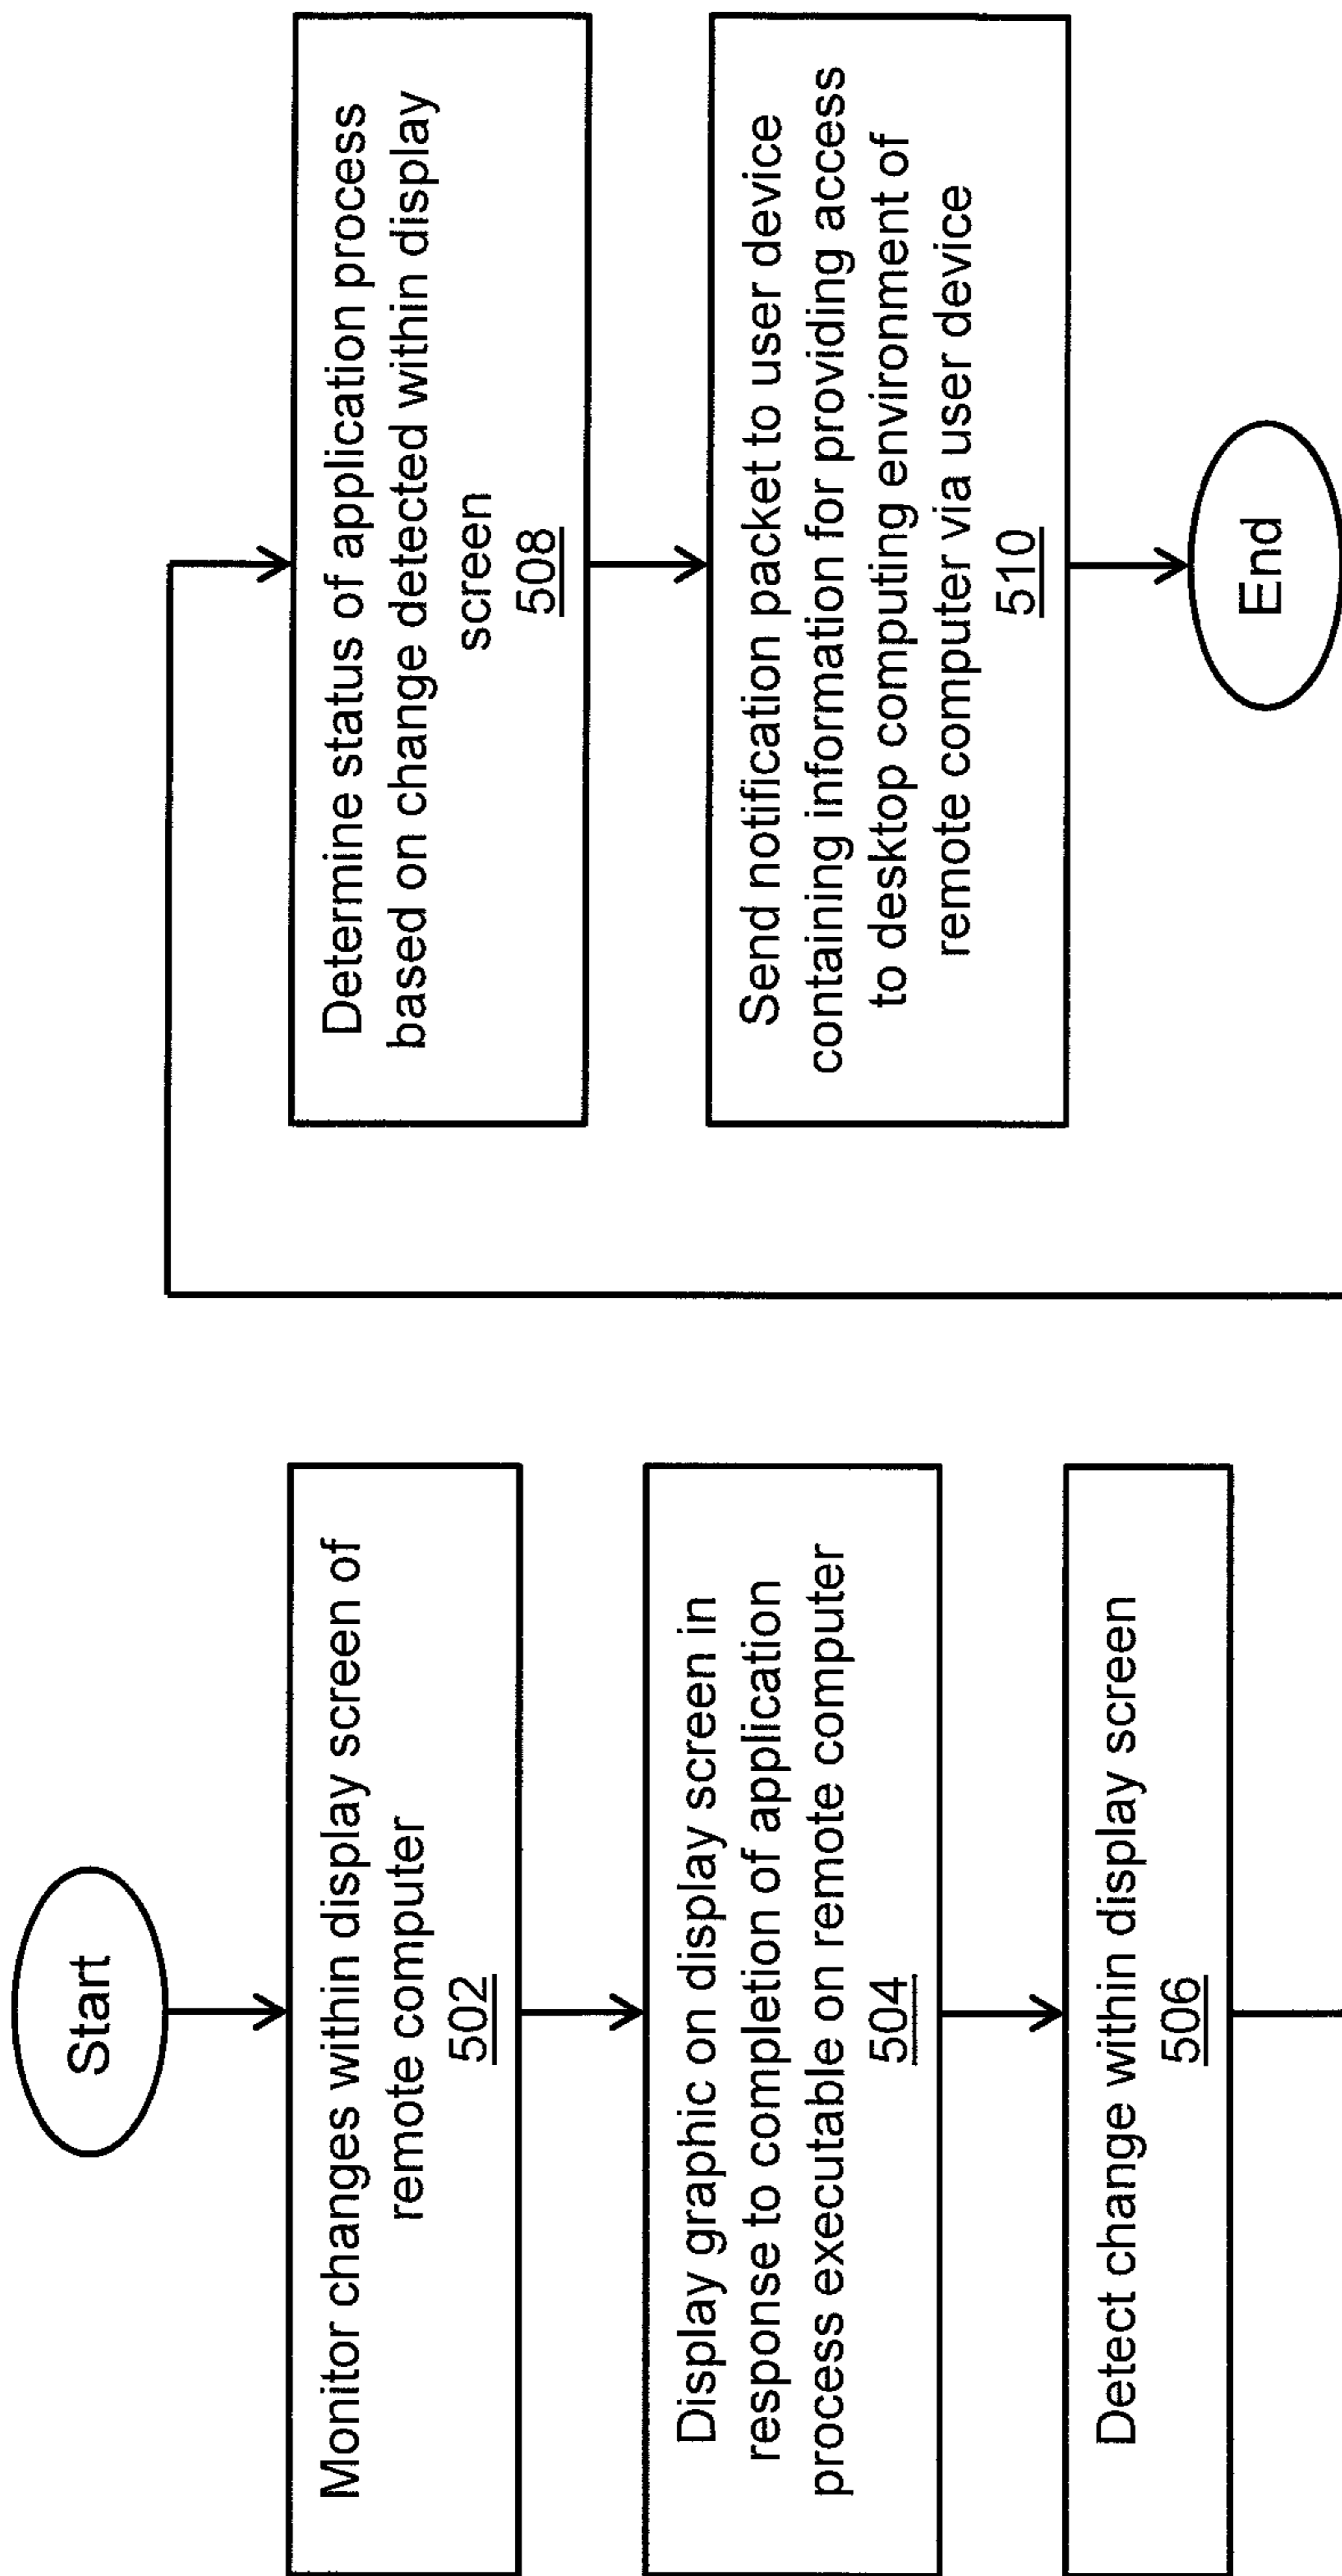 Start
Monitor changes within display screen of
remote computer
502
Display graphic on display screen in
response to completion of application
process executable on remote computer
504
Detect change within display screen
506
Determine status of application process
based on change detected within display
screen
508
Send notification packet to user device
containing information for providing access
to desktop computing environment of
remote computer via user device
510
End